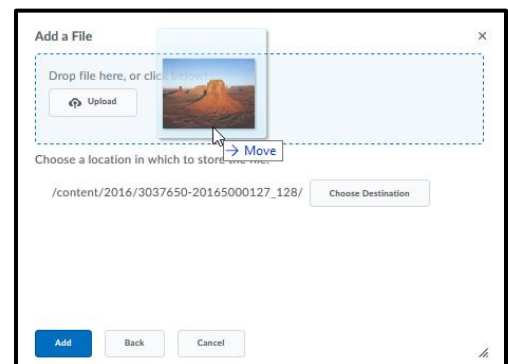 Add a File
Drop file here, or click below!
Upload
→ Move
Choose a location in which to store the file.
/content/2016/3037650-20165000127_128/ Choose Destination
Add Back Cancel